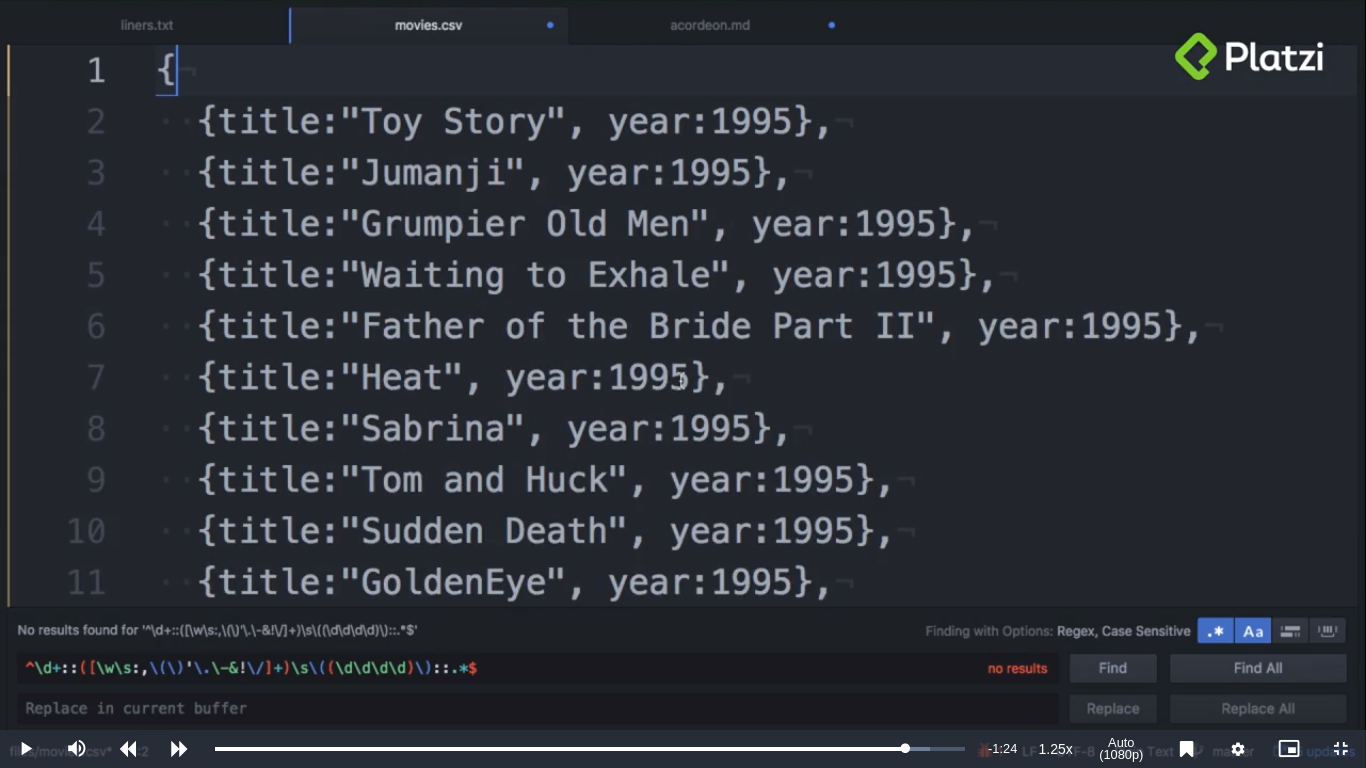 liners.txt movies.csv acordeon.md
Platzi
1 {
2 {title:"Toy Story", year:1995},
3 {title:"Jumanji", year:1995},
4 {title:"Grumpier Old Men", year:1995},
5 {title:"Waiting to Exhale", year:1995},
6 {title:"Father of the Bride Part II", year:1995},
7 {title:"Heat", year:1995},
8 {title:"Sabrina", year:1995},
9 {title:"Tom and Huck", year:1995},
10 {title:"Sudden Death", year:1995},
11 {title:"GoldenEye", year:1995},
No results found for '^\d+::([\w\s:,\(\)'\.\-&!\/]+)\s\((\d\d\d\d)\)::.*$' Finding with Options: Regex, Case Sensitive .* Aa
^\d+::([\w\s:,\(\)'\.\-&!\/]+)\s\((\d\d\d\d)\)::.*$ no results Find Find All
Replace in current buffer Replace Replace All
-1:24 1.25x Auto
(1080p)